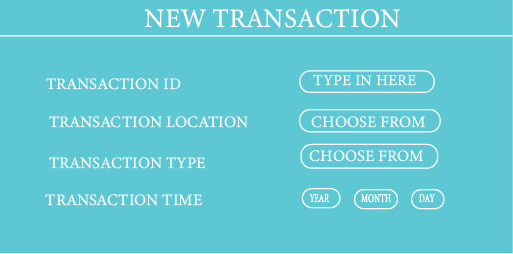 NEW TRANSACTION
TRANSACTION ID TYPE IN HERE
TRANSACTION LOCATION CHOOSE FROM
TRANSACTION TYPE CHOOSE FROM
TRANSACTION TIME YEAR MONTH DAY